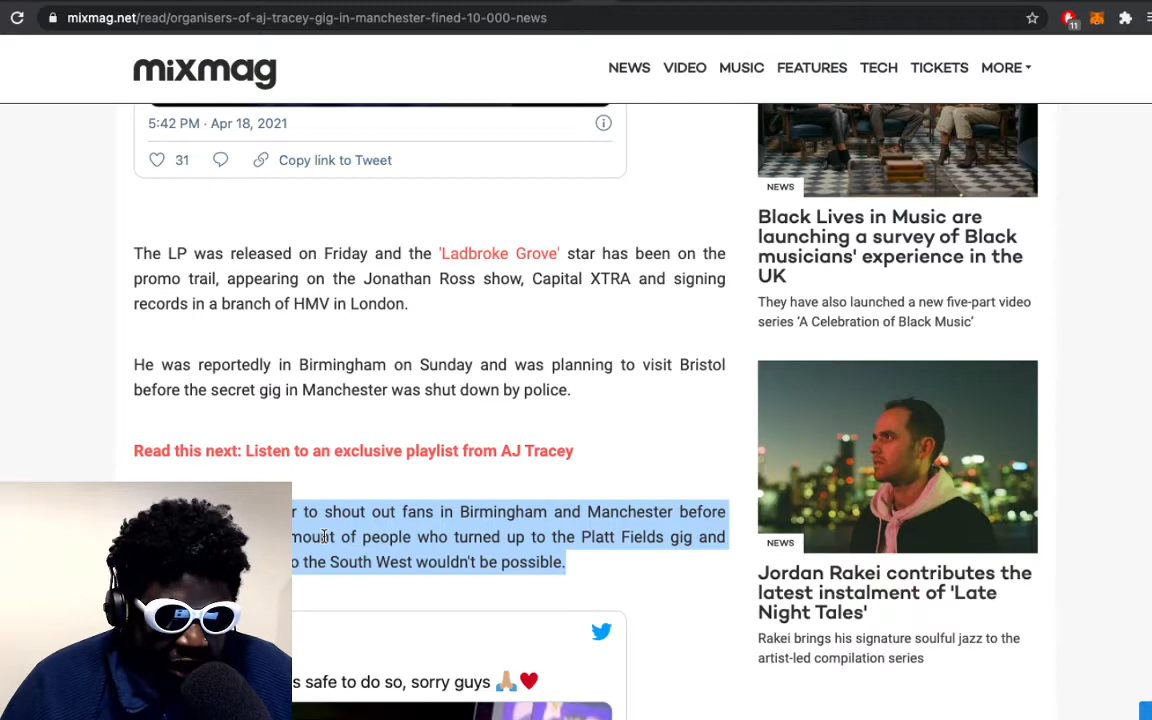 mixmag.net/read/organisers-of-aj-tracey-gig-in-manchester-fined-10-000-news
11
mixmag
NEWS VIDEO MUSIC FEATURES TECH TICKETS MORE
5:42 PM · Apr 18, 2021
31 Copy link to Tweet
The LP was released on Friday and the 'Ladbroke Grove' star has been on the
promo trail, appearing on the Jonathan Ross show, Capital XTRA and signing
records in a branch of HMV in London.
He was reportedly in Birmingham on Sunday and was planning to visit Bristol
before the secret gig in Manchester was shut down by police.
Read this next: Listen to an exclusive playlist from AJ Tracey
to shout out fans in Birmingham and Manchester before
of people who turned up to the Platt Fields gig and
the South West wouldn't be possible.
safe to do so, sorry guys 🙏🏽❤️
NEWS
Black Lives in Music are
launching a survey of Black
musicians' experience in the
UK
They have also launched a new five-part video
series ‘A Celebration of Black Music’
NEWS
Jordan Rakei contributes the
latest instalment of 'Late
Night Tales'
Rakei brings his signature soulful jazz to the
artist-led compilation series